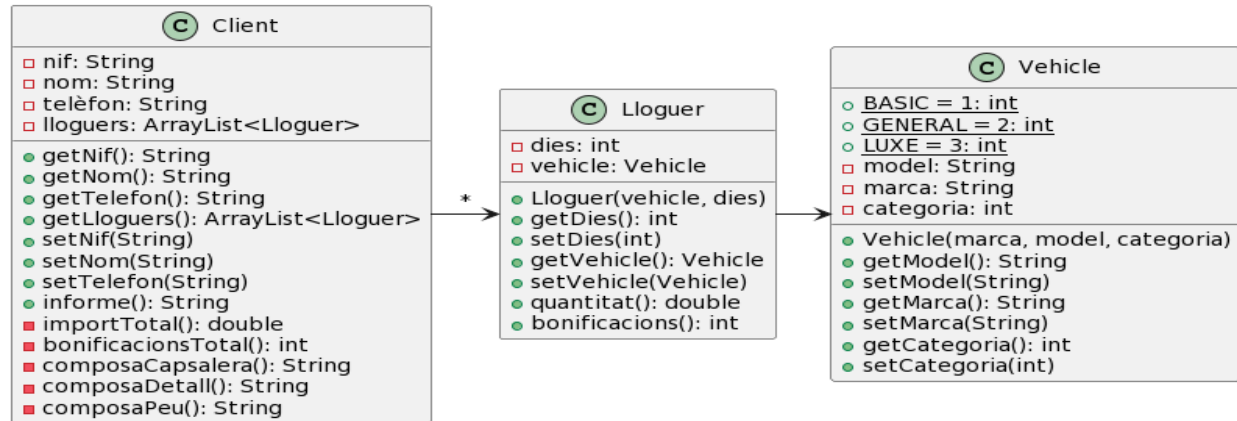 C Client
nif: String
nom: String
telèfon: String
lloguers: ArrayList<Lloguer>
getNif(): String
getNom(): String
getTelefon(): String
getLloguers(): ArrayList<Lloguer>
setNif(String)
setNom(String)
setTelefon(String)
informe(): String
importTotal(): double
bonificacionsTotal(): int
composaCapsalera(): String
composaDetall(): String
composaPeu(): String
*
C Lloguer
dies: int
vehicle: Vehicle
Lloguer(vehicle, dies)
getDies(): int
setDies(int)
getVehicle(): Vehicle
setVehicle(Vehicle)
quantitat(): double
bonificacions(): int
C Vehicle
BASIC = 1: int
GENERAL = 2: int
LUXE = 3: int
model: String
marca: String
categoria: int
Vehicle(marca, model, categoria)
getModel(): String
setModel(String)
getMarca(): String
setMarca(String)
getCategoria(): int
setCategoria(int)